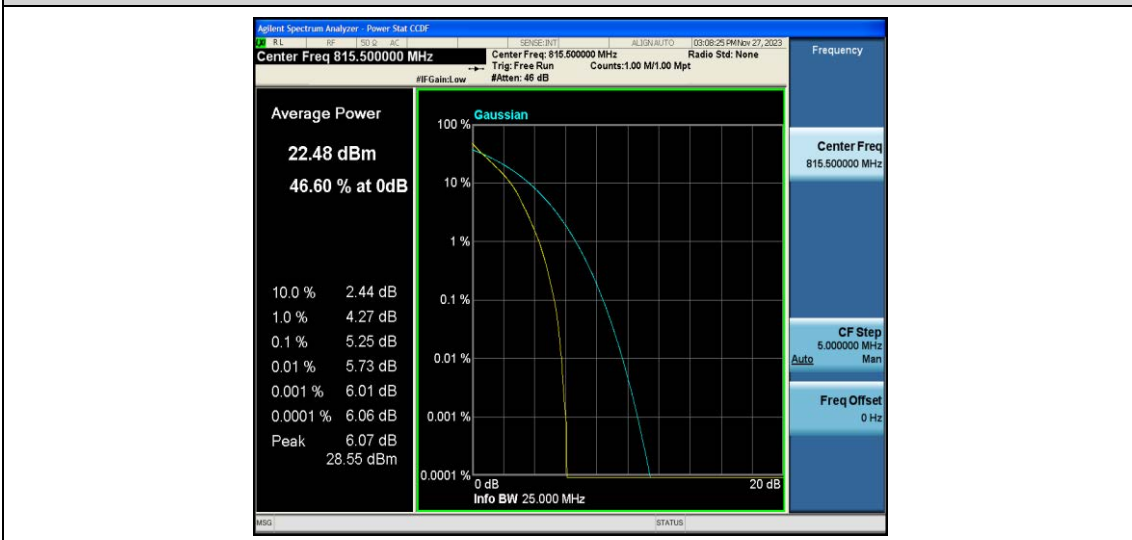 Agilent Spectrum Analyzer - Power Stat CCDF
RL RF 50 Ω AC SENSE:INT ALIGN AUTO 03:08:25 PM Nov 27, 2023
Center Freq 815.500000 MHz
Center Freq: 815.500000 MHz Radio Std: None
Trig: Free Run Counts:1.00 M/1.00 Mpt
#IFGain:Low #Atten: 46 dB
Frequency
Average Power
22.48 dBm
46.60 % at 0dB
10.0 % 2.44 dB
1.0 % 4.27 dB
0.1 % 5.25 dB
0.01 % 5.73 dB
0.001 % 6.01 dB
0.0001 % 6.06 dB
Peak 6.07 dB
28.55 dBm
Gaussian
100 %
10 %
1 %
0.1 %
0.01 %
0.001 %
0.0001 %
0 dB 20 dB
Info BW 25.000 MHz
Center Freq
815.500000 MHz
CF Step
5.000000 MHz
Auto Man
Freq Offset
0 Hz
MSG STATUS